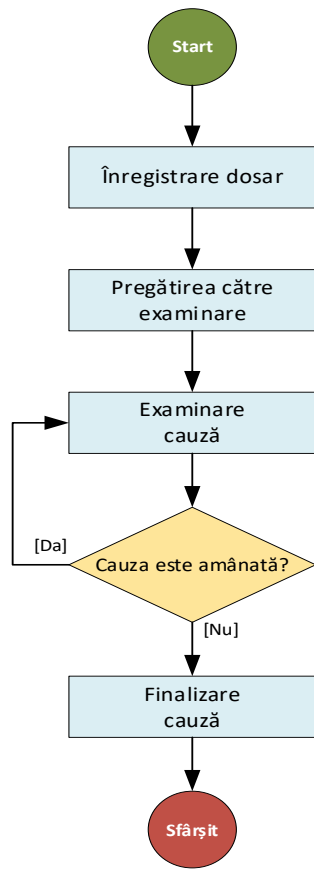 Start
Înregistrare dosar
Pregătirea către
examinare
Examinare
cauză
[Da]
Cauza este amânată?
[Nu]
Finalizare
cauză
Sfârșit